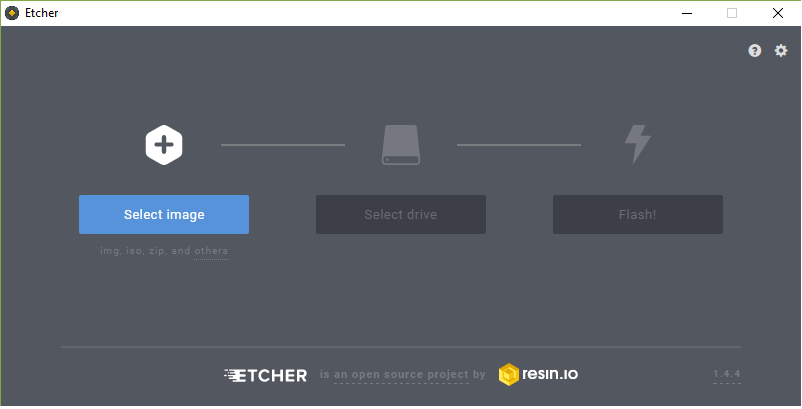 Etcher
Select image
Select drive
Flash!
img, iso, zip, and others
ETCHER is an open source project by resin.io
1.4.4